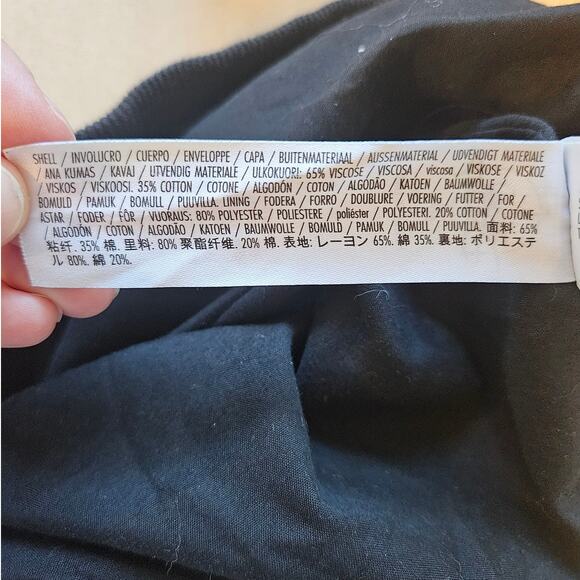 SHELL / INVOLUCRO / CUERPO / ENVELOPPE / CAPA / BUITENMATERIAAL / AUSSENMATERIAL / UDVENDIGT MATERIALE
ANA KUMAS / KAVAJ / UTVENDIG MATERIALE / ULKOKUORI: 65% VISCOSE / VISCOSA / viscosa / VISKOSE / VISKOZ
VISKOS / VISKOOSI. 35% COTTON / COTONE / ALGODÓN / COTON / ALGODÃO / KATOEN / BAUMWOLLE
BOMULD / PAMUK / BOMULL / PUUVILLA. LINING / FODERA / FORRO / DOUBLURE / VOERING / FUTTER / FOR /
ASTAR / FODER / FÔR / VUORAUS: 80% POLYESTER / POLIESTERE / poliéster / POLYESTERI. 20% COTTON / COTONE
/ ALGODÓN / COTON / ALGODÃO / KATOEN / BAUMWOLLE / BOMULD / PAMUK / BOMULL / PUUVILLA. 面料: 65%
粘纤. 35% 棉. 里料: 80% 聚酯纤维. 20% 棉. 表地: レーヨン 65%. 綿 35%. 裏地: ポリエステ
ル 80%. 綿 20%.